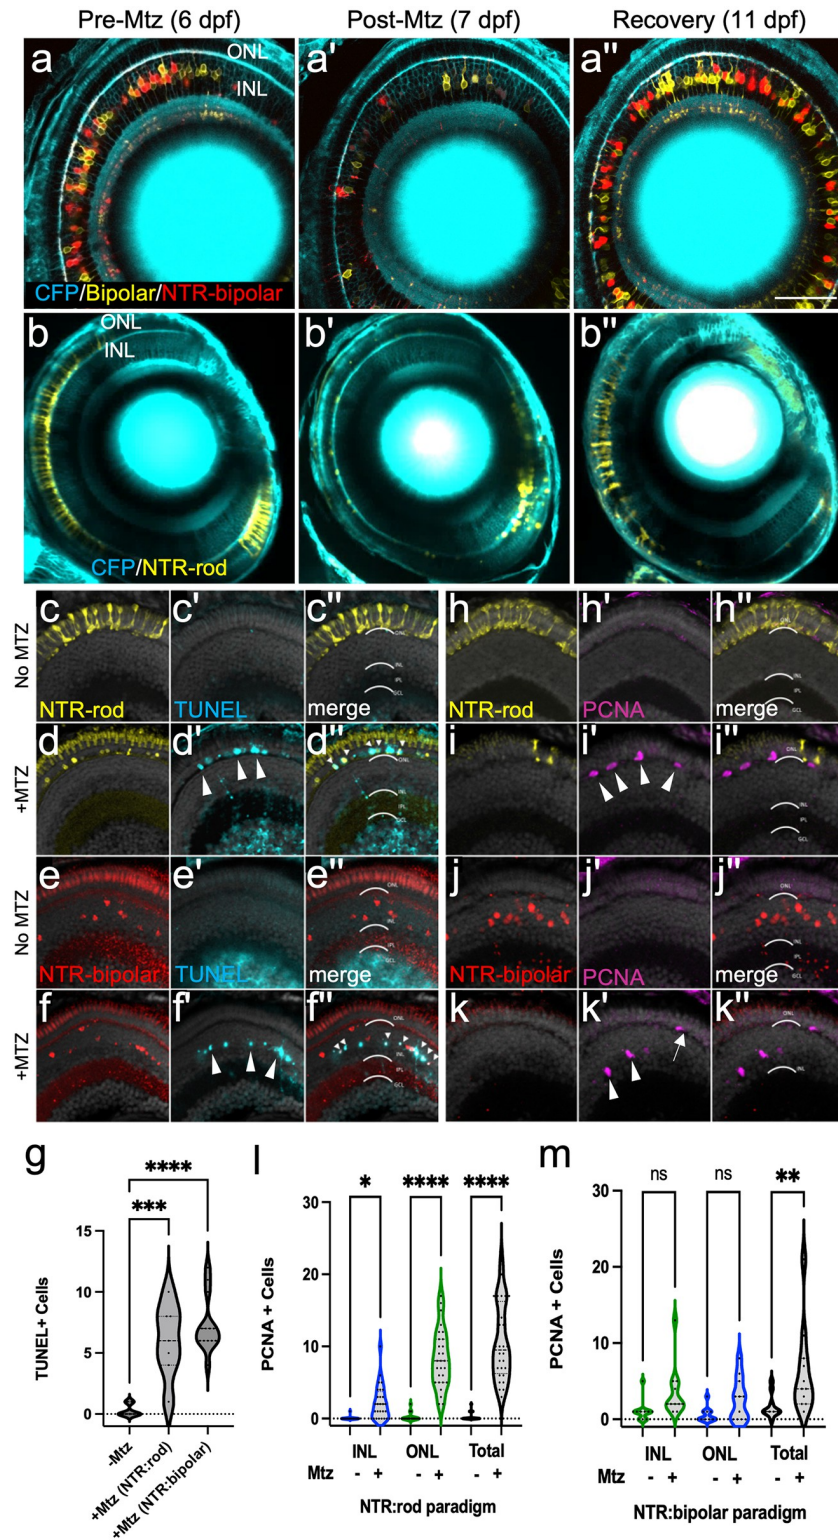 Pre-Mtz (6 dpf) Post-Mtz (7 dpf) Recovery (11 dpf)
a ONL INL a' a''
CFP/Bipolar/NTR-bipolar
b ONL INL b' b''
CFP/NTR-rod
No MTZ c c' c'' h h' h''
ONL ONL
INL INL
IPL IPL
GCL GCL
NTR-rod TUNEL merge NTR-rod PCNA merge
+MTZ d d' d'' i i' i''
ONL ONL
INL INL
IPL IPL
GCL GCL
No MTZ e e' e'' j j' j''
ONL ONL
INL INL
IPL IPL
GCL GCL
NTR-bipolar TUNEL merge NTR-bipolar PCNA merge
+MTZ f f' f'' k k' k''
ONL ONL
INL INL
IPL
GCL
g
**** ***
15
10
5
0
TUNEL+ Cells
-Mtz
+Mtz (NTR:rod)
+Mtz (NTR:bipolar)
l
* **** ****
30
20
10
0
PCNA + Cells
INL ONL Total
Mtz - + - + - +
NTR:rod paradigm
m
ns ns **
30
20
10
0
PCNA + Cells
INL ONL Total
Mtz - + - + - +
NTR:bipolar paradigm